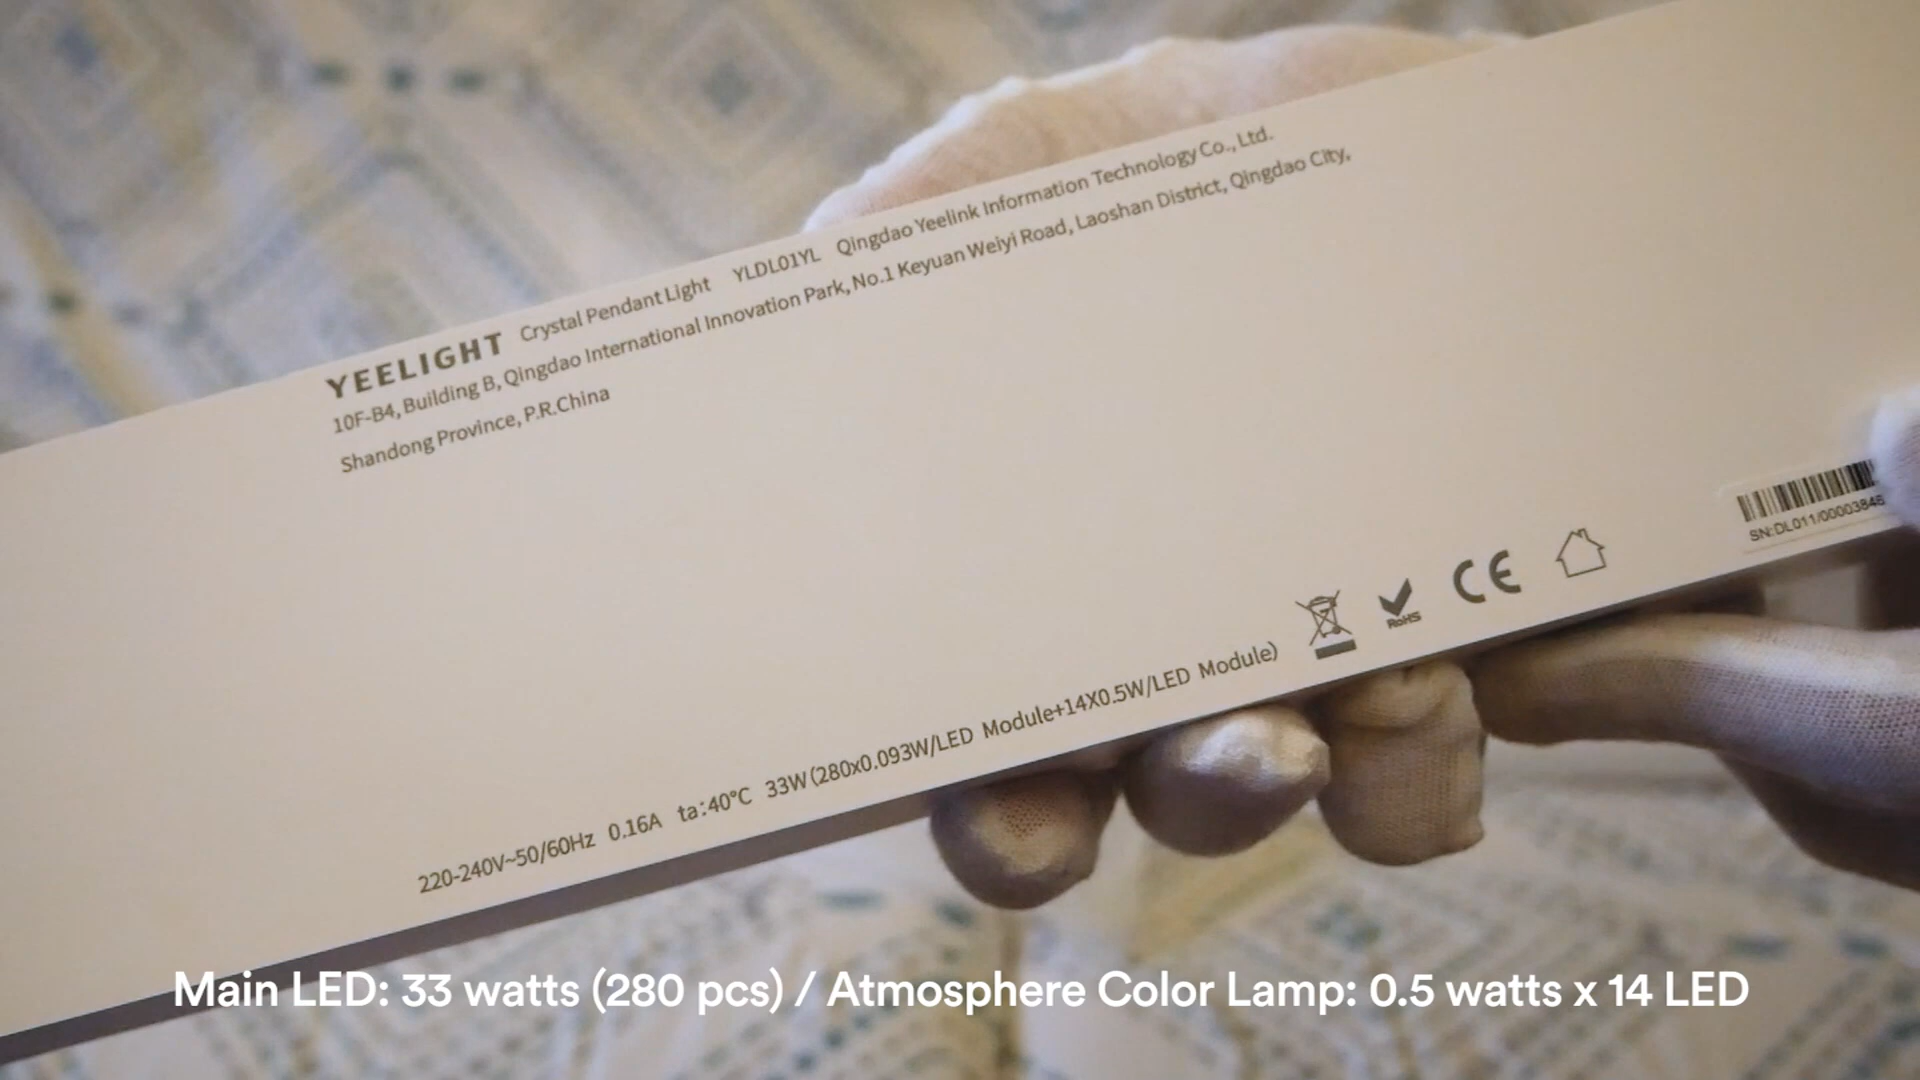 YEELIGHT Crystal Pendant Light YLDL01YL Qingdao Yeelink Information Technology Co., Ltd.
10F-B4, Building B, Qingdao International Innovation Park, No.1 Keyuan Weiyi Road, Laoshan District, Qingdao City,
Shandong Province, P.R.China
SN:DL011/00003848
RoHS CE
220-240V~50/60Hz 0.16A ta:40°C 33W(280x0.093W/LED Module+14X0.5W/LED Module)
Main LED: 33 watts (280 pcs) / Atmosphere Color Lamp: 0.5 watts x 14 LED